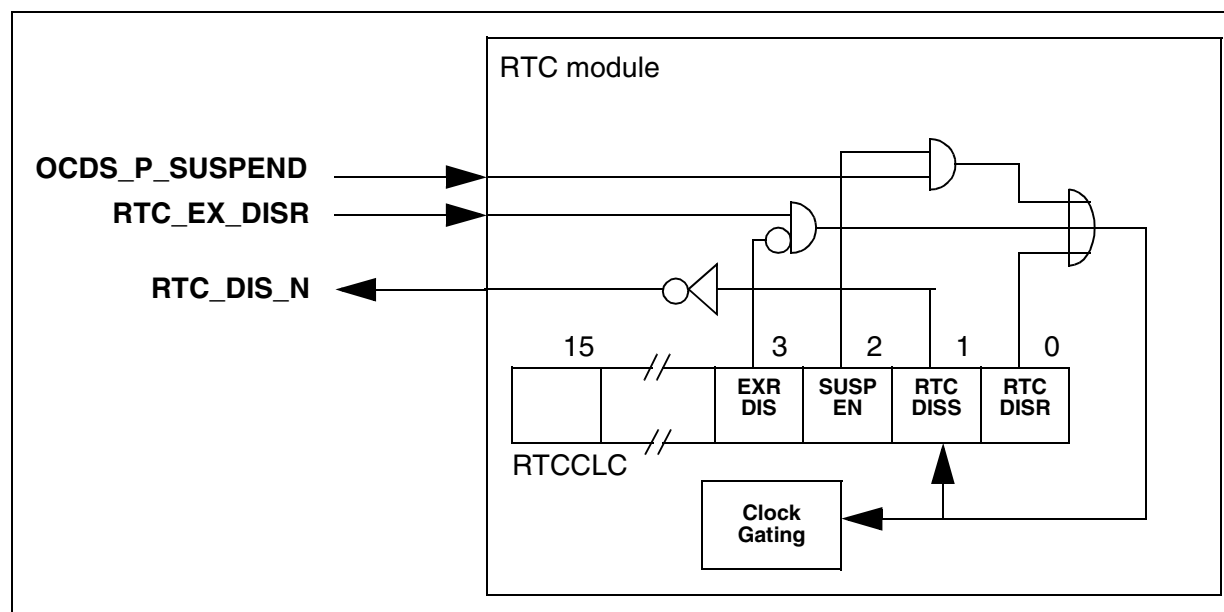 RTC module
OCDS_P_SUSPEND
RTC_EX_DISR
RTC_DIS_N
15 3 2 1 0
EXR DIS
SUSP EN
RTC DISS
RTC DISR
RTCCLC
Clock
Gating